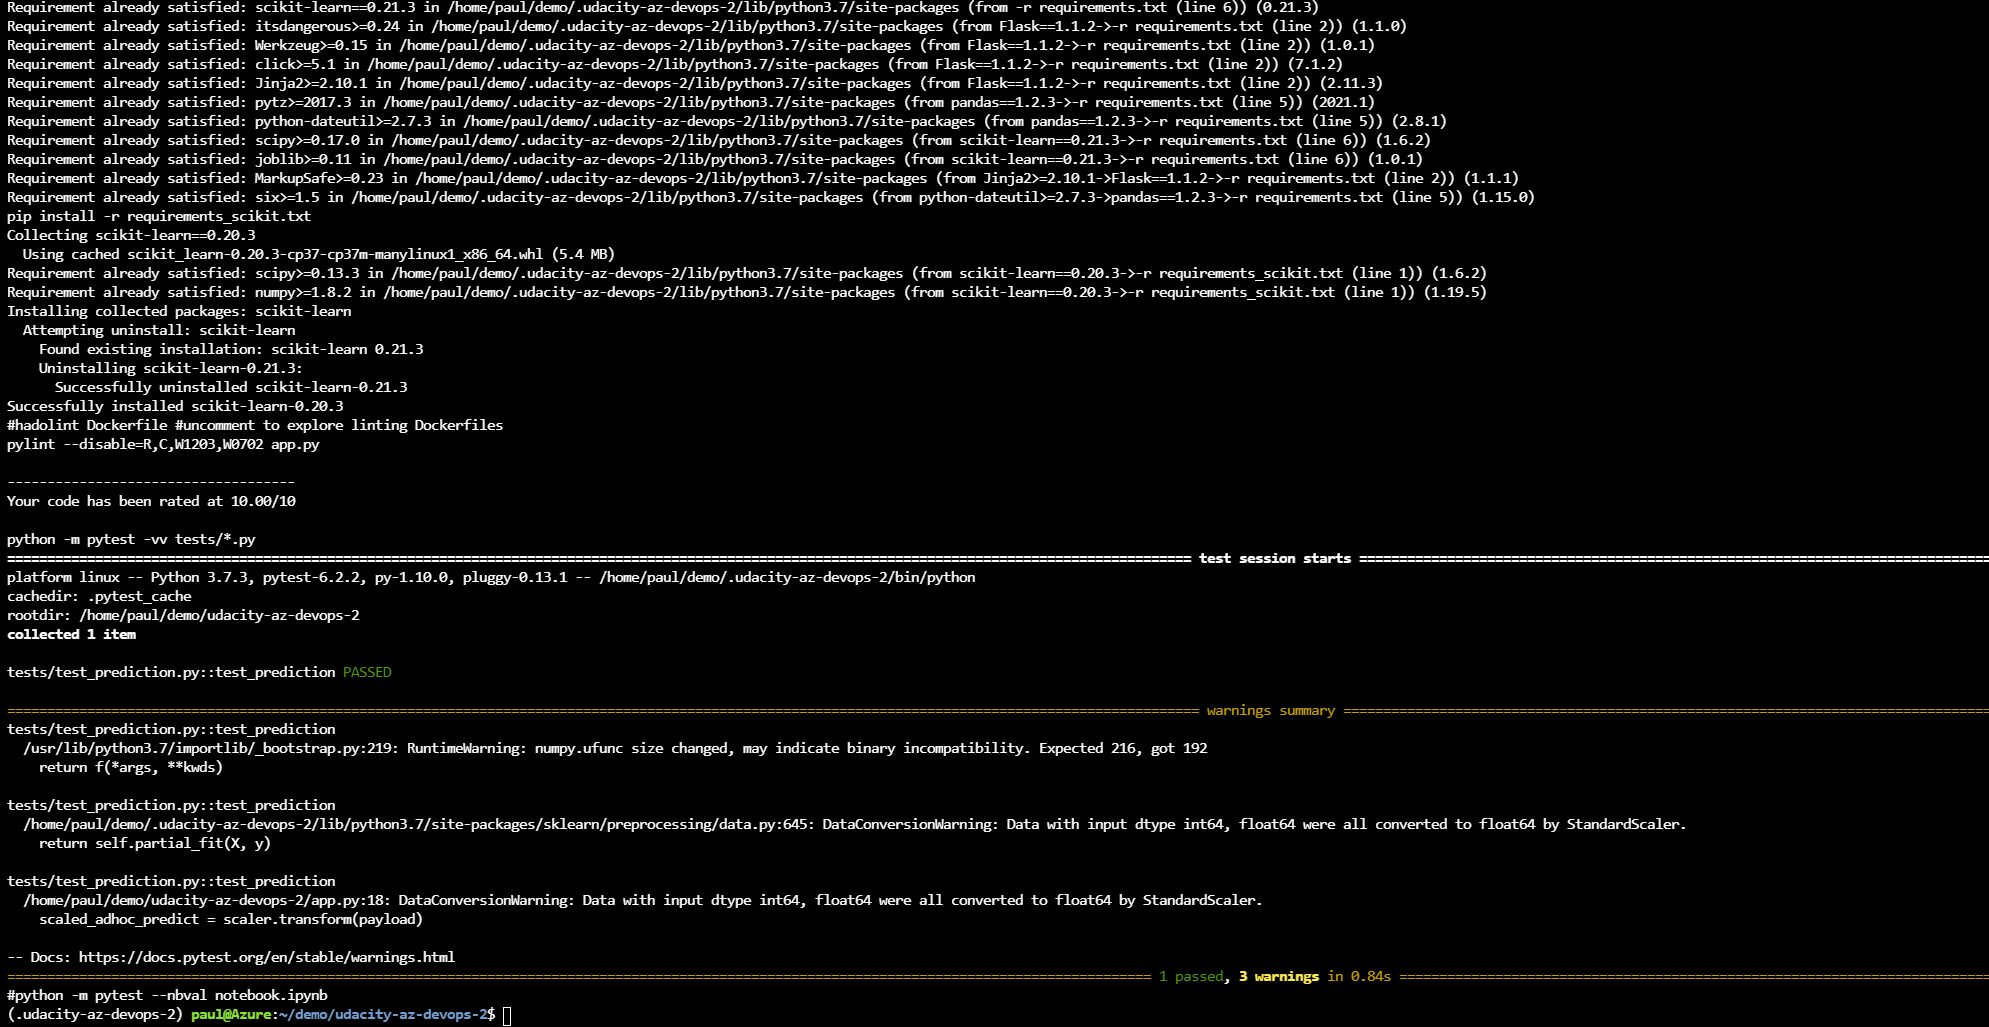 Requirement already satisfied: scikit-learn==0.21.3 in /home/paul/demo/.udacity-az-devops-2/lib/python3.7/site-packages (from -r requirements.txt (line 6)) (0.21.3)
Requirement already satisfied: itsdangerous>=0.24 in /home/paul/demo/.udacity-az-devops-2/lib/python3.7/site-packages (from Flask==1.1.2->-r requirements.txt (line 2)) (1.1.0)
Requirement already satisfied: Werkzeug>=0.15 in /home/paul/demo/.udacity-az-devops-2/lib/python3.7/site-packages (from Flask==1.1.2->-r requirements.txt (line 2)) (1.0.1)
Requirement already satisfied: click>=5.1 in /home/paul/demo/.udacity-az-devops-2/lib/python3.7/site-packages (from Flask==1.1.2->-r requirements.txt (line 2)) (7.1.2)
Requirement already satisfied: Jinja2>=2.10.1 in /home/paul/demo/.udacity-az-devops-2/lib/python3.7/site-packages (from Flask==1.1.2->-r requirements.txt (line 2)) (2.11.3)
Requirement already satisfied: pytz>=2017.3 in /home/paul/demo/.udacity-az-devops-2/lib/python3.7/site-packages (from pandas==1.2.3->-r requirements.txt (line 5)) (2021.1)
Requirement already satisfied: python-dateutil>=2.7.3 in /home/paul/demo/.udacity-az-devops-2/lib/python3.7/site-packages (from pandas==1.2.3->-r requirements.txt (line 5)) (2.8.1)
Requirement already satisfied: scipy>=0.17.0 in /home/paul/demo/.udacity-az-devops-2/lib/python3.7/site-packages (from scikit-learn==0.21.3->-r requirements.txt (line 6)) (1.6.2)
Requirement already satisfied: joblib>=0.11 in /home/paul/demo/.udacity-az-devops-2/lib/python3.7/site-packages (from scikit-learn==0.21.3->-r requirements.txt (line 6)) (1.0.1)
Requirement already satisfied: MarkupSafe>=0.23 in /home/paul/demo/.udacity-az-devops-2/lib/python3.7/site-packages (from Jinja2>=2.10.1->Flask==1.1.2->-r requirements.txt (line 2)) (1.1.1)
Requirement already satisfied: six>=1.5 in /home/paul/demo/.udacity-az-devops-2/lib/python3.7/site-packages (from python-dateutil>=2.7.3->pandas==1.2.3->-r requirements.txt (line 5)) (1.15.0)
pip install -r requirements_scikit.txt
Collecting scikit-learn==0.20.3
  Using cached scikit_learn-0.20.3-cp37-cp37m-manylinux1_x86_64.whl (5.4 MB)
Requirement already satisfied: scipy>=0.13.3 in /home/paul/demo/.udacity-az-devops-2/lib/python3.7/site-packages (from scikit-learn==0.20.3->-r requirements_scikit.txt (line 1)) (1.6.2)
Requirement already satisfied: numpy>=1.8.2 in /home/paul/demo/.udacity-az-devops-2/lib/python3.7/site-packages (from scikit-learn==0.20.3->-r requirements_scikit.txt (line 1)) (1.19.5)
Installing collected packages: scikit-learn
  Attempting uninstall: scikit-learn
    Found existing installation: scikit-learn 0.21.3
    Uninstalling scikit-learn-0.21.3:
      Successfully uninstalled scikit-learn-0.21.3
Successfully installed scikit-learn-0.20.3
#hadolint Dockerfile #uncomment to explore linting Dockerfiles
pylint --disable=R,C,W1203,W0702 app.py
------------------------------------
Your code has been rated at 10.00/10
python -m pytest -vv tests/*.py
=== test session starts ===
platform linux -- Python 3.7.3, pytest-6.2.2, py-1.10.0, pluggy-0.13.1 -- /home/paul/demo/.udacity-az-devops-2/bin/python
cachedir: .pytest_cache
rootdir: /home/paul/demo/udacity-az-devops-2
collected 1 item
tests/test_prediction.py::test_prediction PASSED
=== warnings summary ===
tests/test_prediction.py::test_prediction
  /usr/lib/python3.7/importlib/_bootstrap.py:219: RuntimeWarning: numpy.ufunc size changed, may indicate binary incompatibility. Expected 216, got 192
    return f(*args, **kwds)
tests/test_prediction.py::test_prediction
  /home/paul/demo/.udacity-az-devops-2/lib/python3.7/site-packages/sklearn/preprocessing/data.py:645: DataConversionWarning: Data with input dtype int64, float64 were all converted to float64 by StandardScaler.
    return self.partial_fit(X, y)
tests/test_prediction.py::test_prediction
  /home/paul/demo/udacity-az-devops-2/app.py:18: DataConversionWarning: Data with input dtype int64, float64 were all converted to float64 by StandardScaler.
    scaled_adhoc_predict = scaler.transform(payload)
-- Docs: https://docs.pytest.org/en/stable/warnings.html
=== 1 passed, 3 warnings in 0.84s ===
#python -m pytest --nbval notebook.ipynb
(.udacity-az-devops-2) paul@Azure:~/demo/udacity-az-devops-2$